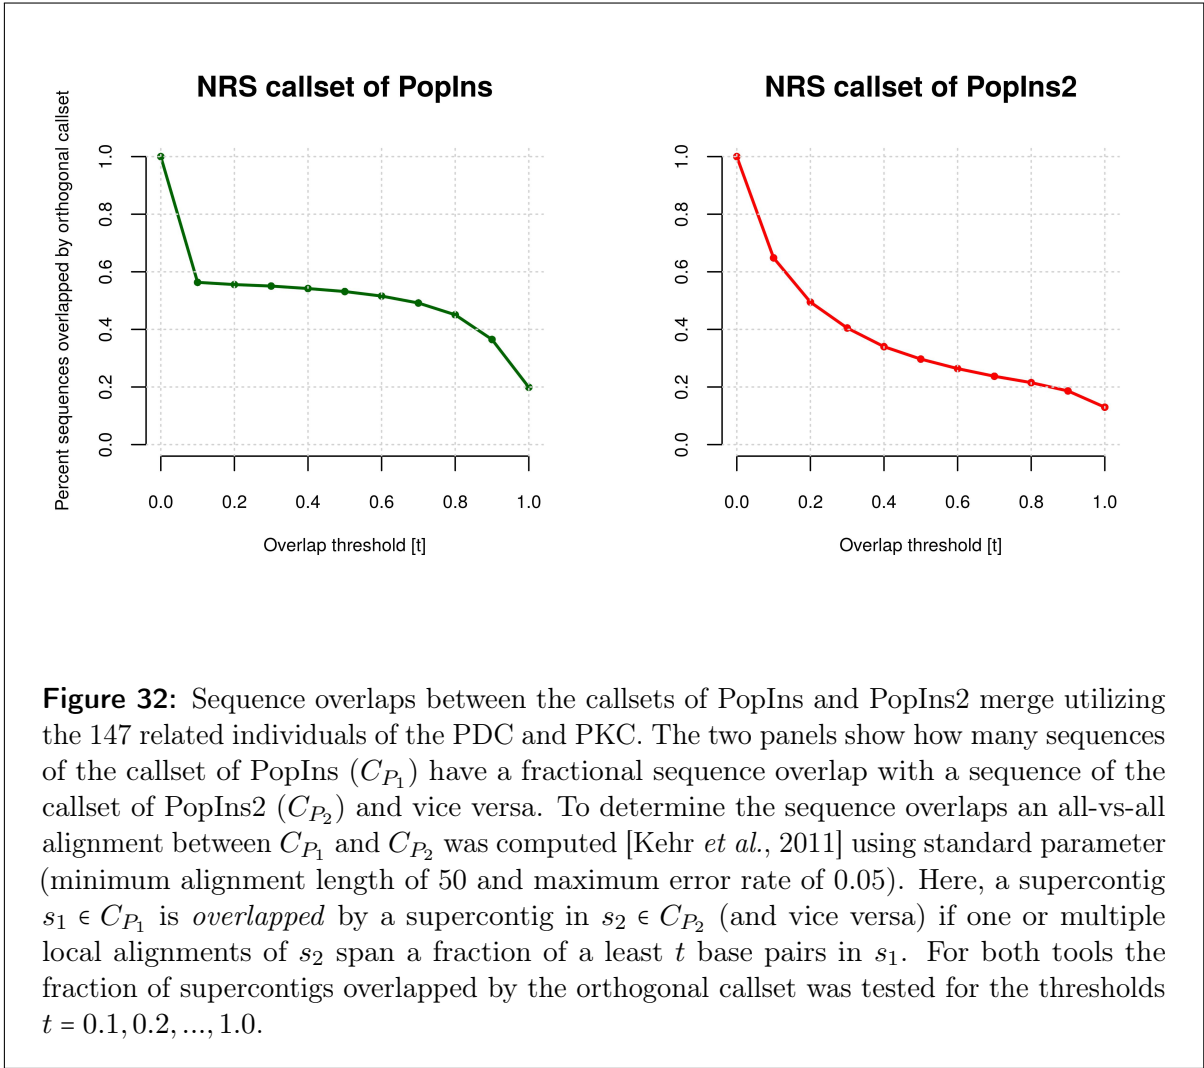 NRS callset of PopIns
NRS callset of PopIns2
Percent sequences overlapped by orthogonal callset
1.0
0.8
0.6
0.4
0.2
0.0
0.0 0.2 0.4 0.6 0.8 1.0
Overlap threshold [t]
1.0
0.8
0.6
0.4
0.2
0.0
0.0 0.2 0.4 0.6 0.8 1.0
Overlap threshold [t]
Figure 32: Sequence overlaps between the callsets of PopIns and PopIns2 merge utilizing
the 147 related individuals of the PDC and PKC. The two panels show how many sequences
of the callset of PopIns (C_{P_1}) have a fractional sequence overlap with a sequence of the
callset of PopIns2 (C_{P_2}) and vice versa. To determine the sequence overlaps an all-vs-all
alignment between C_{P_1} and C_{P_2} was computed [Kehr et al., 2011] using standard parameter
(minimum alignment length of 50 and maximum error rate of 0.05). Here, a supercontig
s_1 ∈ C_{P_1} is overlapped by a supercontig in s_2 ∈ C_{P_2} (and vice versa) if one or multiple
local alignments of s_2 span a fraction of a least t base pairs in s_1. For both tools the
fraction of supercontigs overlapped by the orthogonal callset was tested for the thresholds
t = 0.1, 0.2, ..., 1.0.